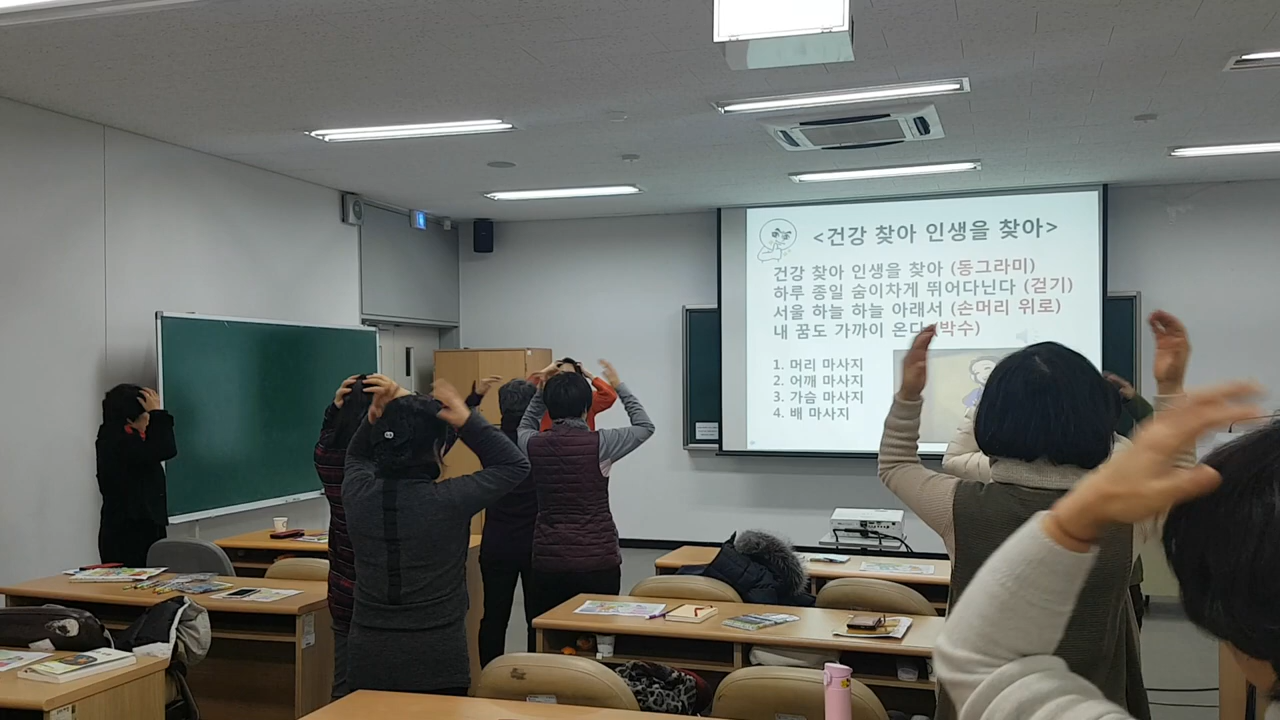 <건강 찾아 인생을 찾아>
건강 찾아 인생을 찾아 (동그라미)
하루 종일 숨이차게 뛰어다닌다 (걷기)
서울 하늘 하늘 아래서 (손머리 위로)
내 꿈도 가까이 온다 (박수)
1. 머리 마사지
2. 어깨 마사지
3. 가슴 마사지
4. 배 마사지